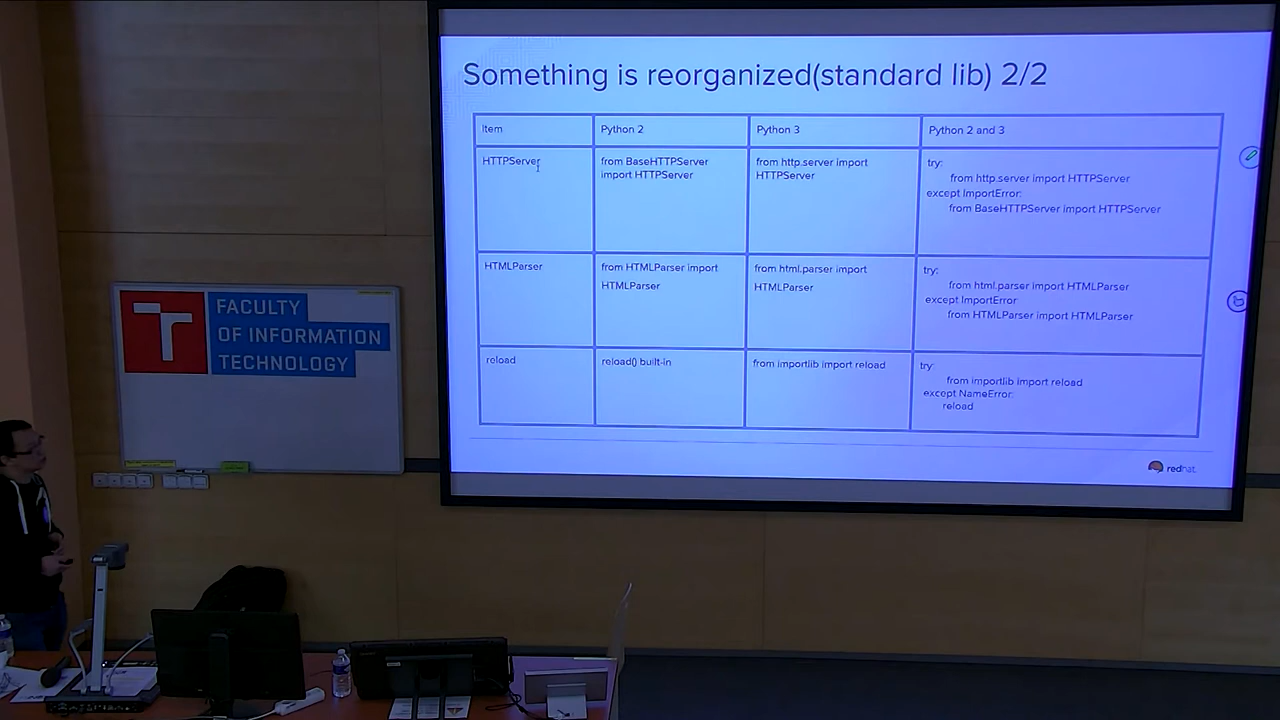 Something is reorganized(standard lib) 2/2
Item
Python 2
Python 3
Python 2 and 3
HTTPServer
from BaseHTTPServer
import HTTPServer
from http.server import
HTTPServer
try:
from http.server import HTTPServer
except ImportError:
from BaseHTTPServer import HTTPServer
HTMLParser
from HTMLParser import
HTMLParser
from html.parser import
HTMLParser
try:
from html.parser import HTMLParser
except ImportError
from HTMLParser import HTMLParser
reload
reload() built-in
from importlib import reload
try:
from importlib import reload
except NameError:
reload
redhat.
T
FACULTY
OF INFORMATION
TECHNOLOGY